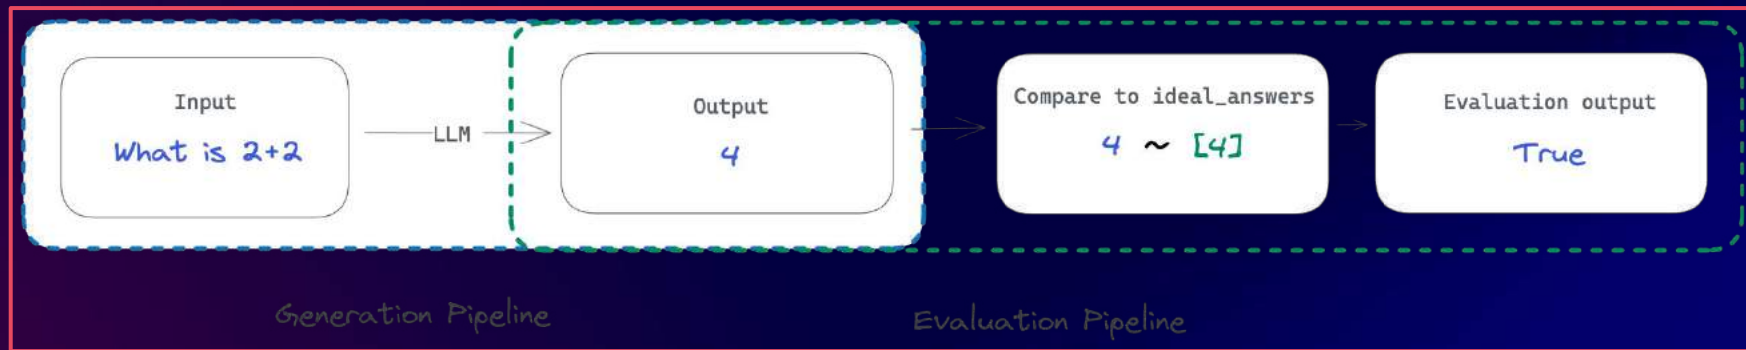 Input
What is 2+2
LLM
Output
4
Compare to ideal_answers
4 ~ [4]
Evaluation output
True
Generation Pipeline
Evaluation Pipeline